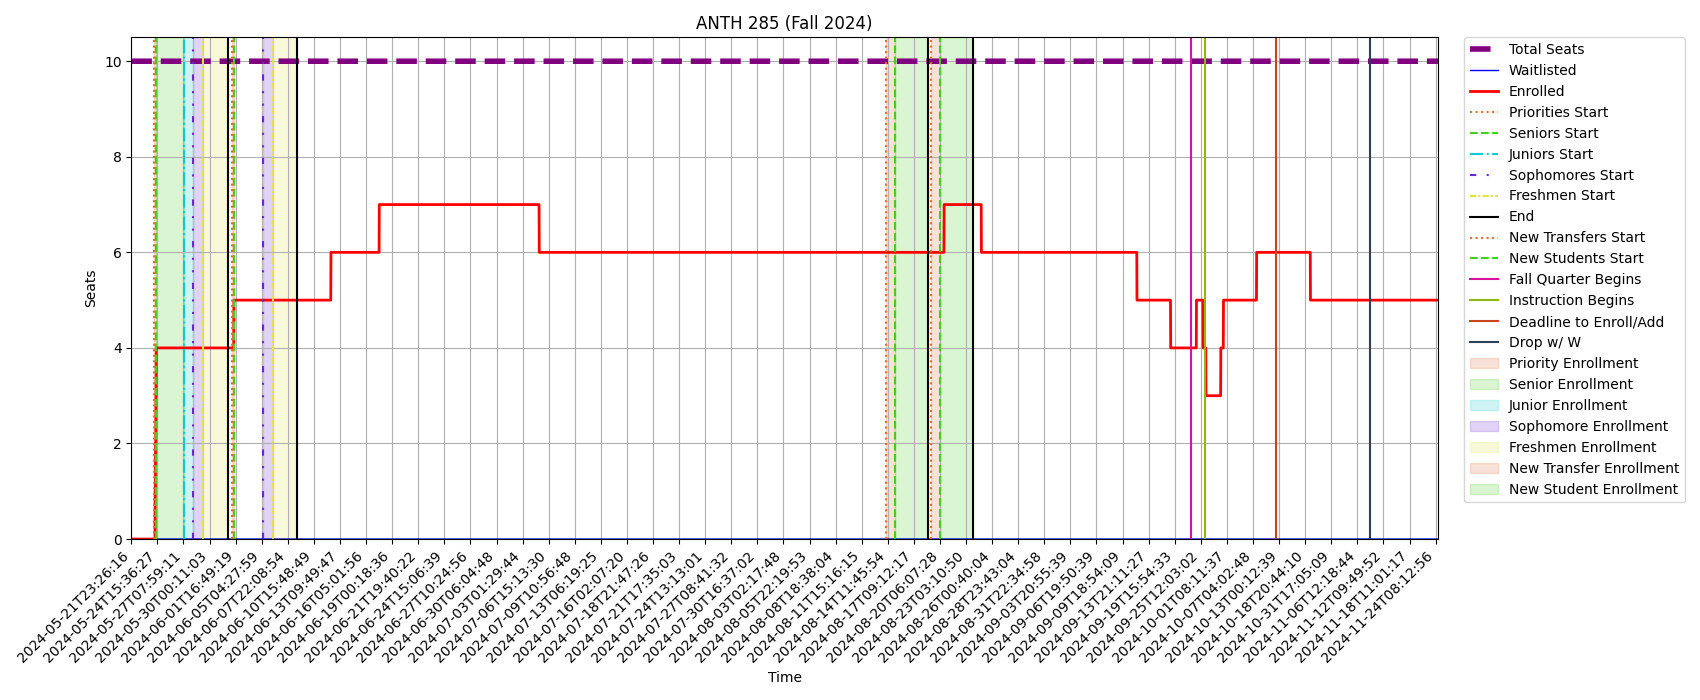 ANTH 285 (Fall 2024)
10
8
6
4
2
0
Seats
2024-05-21T23:26:16
2024-05-24T15:36:27
2024-05-27T07:59:11
2024-05-30T00:11:03
2024-06-01T16:49:19
2024-06-05T04:27:59
2024-06-07T22:08:54
2024-06-10T15:48:49
2024-06-13T09:49:47
2024-06-16T05:01:56
2024-06-19T00:18:36
2024-06-21T19:40:22
2024-06-24T15:06:39
2024-06-27T10:24:56
2024-06-30T06:04:48
2024-07-03T01:29:44
2024-07-06T15:13:30
2024-07-09T10:56:48
2024-07-13T06:19:25
2024-07-16T02:07:20
2024-07-18T21:47:26
2024-07-21T17:35:03
2024-07-24T13:13:01
2024-07-27T08:41:32
2024-07-30T16:37:02
2024-08-03T02:17:48
2024-08-05T22:19:53
2024-08-08T18:38:04
2024-08-11T15:16:15
2024-08-14T11:45:54
2024-08-17T09:12:17
2024-08-20T06:07:28
2024-08-23T03:10:50
2024-08-26T00:40:04
2024-08-28T23:43:04
2024-08-31T22:34:58
2024-09-03T20:55:39
2024-09-06T19:50:39
2024-09-09T18:54:09
2024-09-13T21:11:27
2024-09-19T15:54:33
2024-09-25T12:03:02
2024-10-01T08:11:37
2024-10-07T04:02:48
2024-10-13T00:12:39
2024-10-18T20:44:10
2024-10-31T17:05:09
2024-11-06T12:18:44
2024-11-12T09:49:52
2024-11-18T11:01:17
2024-11-24T08:12:56
Time
Total Seats
Waitlisted
Enrolled
Priorities Start
Seniors Start
Juniors Start
Sophomores Start
Freshmen Start
End
New Transfers Start
New Students Start
Fall Quarter Begins
Instruction Begins
Deadline to Enroll/Add
Drop w/ W
Priority Enrollment
Senior Enrollment
Junior Enrollment
Sophomore Enrollment
Freshmen Enrollment
New Transfer Enrollment
New Student Enrollment